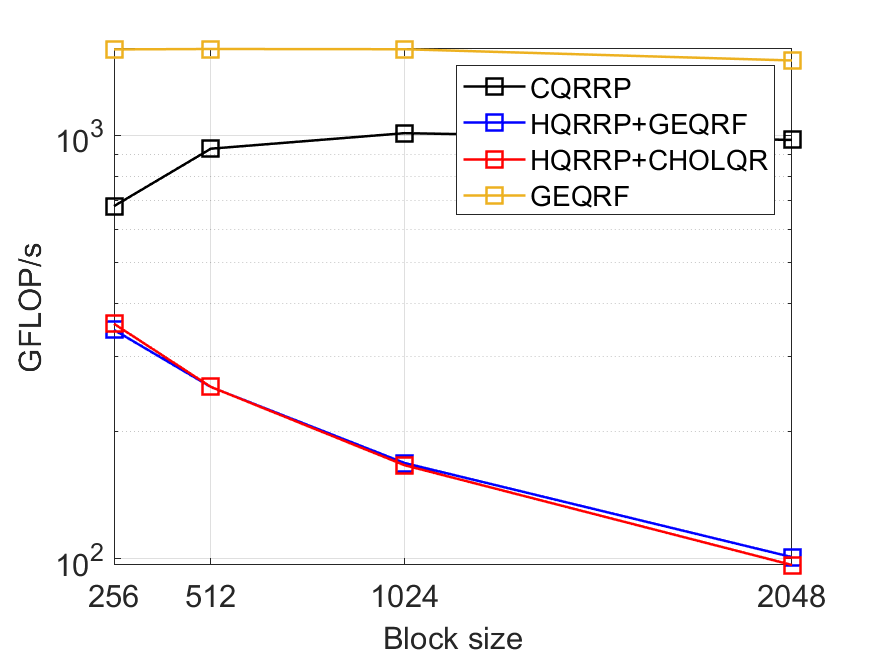 CQRRP
HQRRP+GEQRF
HQRRP+CHOLQR
GEQRF
10^3
10^2
GFLOP/s
256 512 1024 2048
Block size